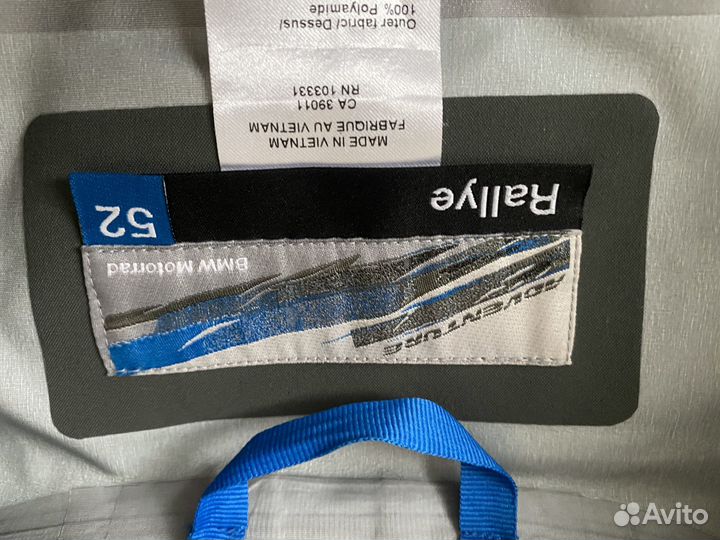 Rallye
52
BMW Motorrad
ADVENTURE
MADE IN VIETNAM
FABRIQUE AU VIETNAM
CA 39011
RN 103331
Outer fabric/ Dessus/
100% Polyamide
Avito